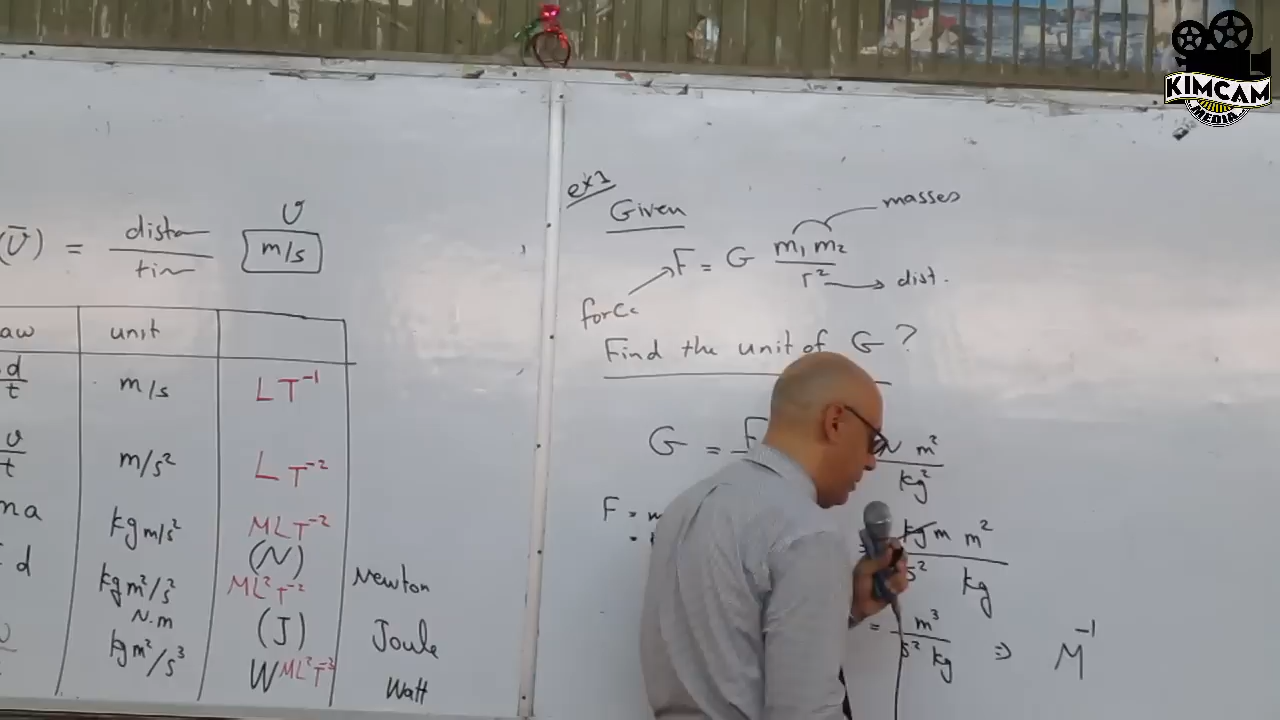 KIMCAM
MEDIA
(V̄) = distan / tim
υ
m/s
aw | unit
d/t | m/s | LT⁻¹
υ/t | m/s² | LT⁻²
ma | kg m/s² | MLT⁻²
(N) Newton
d | kg m²/s² | ML²T⁻²
N.m (J) Joule
kg m²/s³ W ML²T⁻³
Watt
ex1
Given
masses
F = G m₁ m₂ / r² → dist.
force
Find the unit of G ?
G = F
N m² / kg²
F = m
kg m m² / s² kg
= m³ / s² kg ⇒ M⁻¹